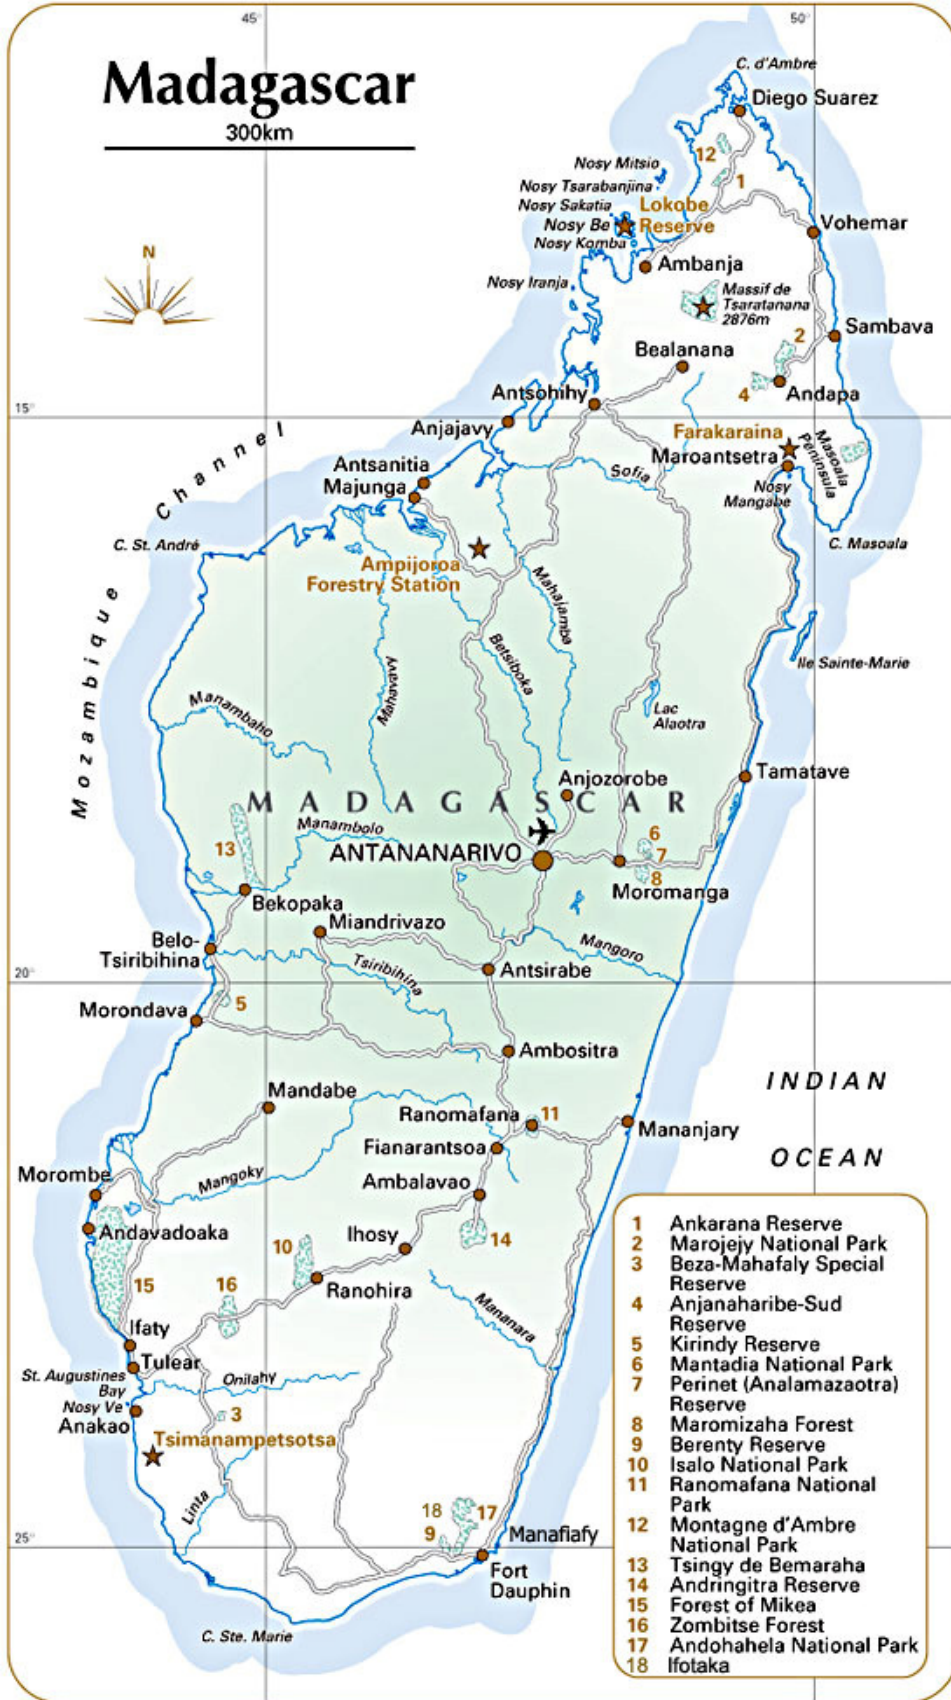 45°
50°
Madagascar
300km
N
C. d'Ambre
Diego Suarez
12
1
Nosy Mitsio
Nosy Tsarabanjina
Nosy Sakatia
Nosy Be
Nosy Komba
Lokobe
Reserve
Vohemar
Ambanja
Nosy Iranja
Massif de
Tsaratanana
2876m
Sambava
2
Bealanana
4
Andapa
Antsohihy
15°
Anjajavy
Farakaraina
Maroantsetra
Masoala
Peninsula
Nosy
Mangabe
Antsanitia
Majunga
Sofia
Mozambique Channel
C. St. André
C. Masoala
Ampijoroa
Forestry Station
Mahajamba
Betsiboka
Mahavavy
Ile Sainte-Marie
Manambaho
Lac
Alaotra
Tamatave
Anjozorobe
MADAGASCAR
Manambolo
13
ANTANANARIVO
6
7
8
Moromanga
Bekopaka
Miandrivazo
Belo-
Tsiribihina
Tsiribihina
Mangoro
Antsirabe
20°
5
Morondava
Ambositra
INDIAN
OCEAN
Mandabe
Ranomafana
11
Mananjary
Fianarantsoa
Mangoky
Morombe
Ambalavao
Andavadoaka
Ihosy
14
10
15
16
Ranohira
Mananara
Ifaty
Tulear
St. Augustines
Bay
Nosy Ve
Anakao
Onilahy
3
Tsimanampetsotsa
Linta
18
17
9
Manafiafy
25°
Fort
Dauphin
C. Ste. Marie
1 Ankarana Reserve
2 Marojejy National Park
3 Beza-Mahafaly Special
Reserve
4 Anjanaharibe-Sud
Reserve
5 Kirindy Reserve
6 Mantadia National Park
7 Perinet (Analamazaotra)
Reserve
8 Maromizaha Forest
9 Berenty Reserve
10 Isalo National Park
11 Ranomafana National
Park
12 Montagne d'Ambre
National Park
13 Tsingy de Bemaraha
14 Andringitra Reserve
15 Forest of Mikea
16 Zombitse Forest
17 Andohahela National Park
18 Ifotaka